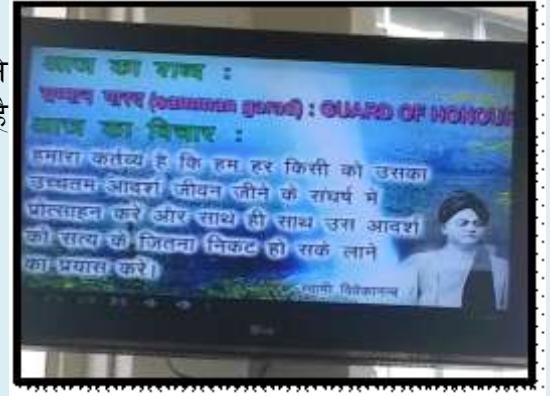 आज का शब्द :
सम्मान गारद (samman garad) : GUARD OF HONOUR
आज का विचार :
हमारा कर्तव्य है कि हम हर किसी को उसका
उच्चतम आदर्श जीवन जीने के संघर्ष में
प्रोत्साहन करें और साथ ही साथ उस आदर्श
को सत्य के जितना निकट हो सके लाने
का प्रयास करें।
स्वामी विवेकानन्द